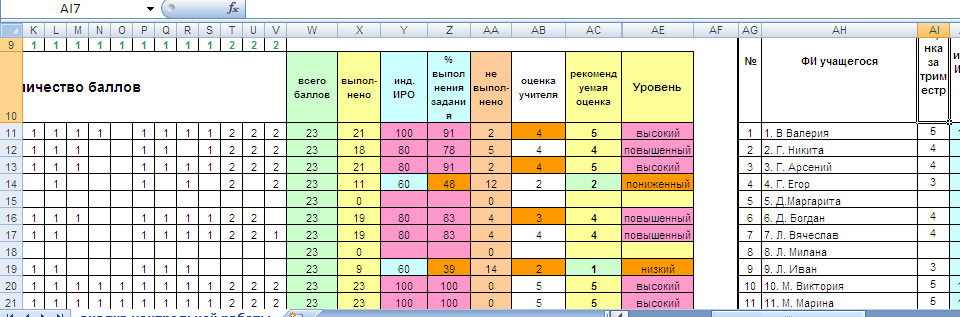 AI7 fx
K L M N O P Q R S T U V W X Y Z AA AB AC AE AF AG AH AI
9 1 1 1 1 1 1 1 1 1 2 2 2
10 ичество баллов всего баллов выпол-нено инд. ИРО % выпол нения задани я не выпол-нено оценка учителя рекоменд уемая оценка Уровень № ФИ учащегося нка за трим естр
11 1 1 1 1 1 1 1 1 2 2 2 23 21 100 91 2 4 5 высокий 1 1. В Валерия 5
12 1 1 1 1 1 1 2 2 2 23 18 80 78 5 4 4 повышенный 2 2. Г. Никита 4
13 1 1 1 1 1 1 1 1 2 2 2 23 21 80 91 2 4 5 высокий 3 3. Г. Арсений 4
14 1 1 1 2 2 23 11 60 48 12 2 2 пониженный 4 4. Г. Егор 3
15 23 0 0 5 5. Д.Маргарита
16 1 1 1 1 1 1 1 2 2 23 19 80 83 4 3 4 повышенный 6 6. Д. Богдан 4
17 1 1 1 1 1 1 2 2 1 23 19 80 83 4 4 4 повышенный 7 7. Л. Вячеслав 4
18 23 0 0 8 8. Л. Милана
19 1 1 1 1 1 23 9 60 39 14 2 1 низкий 9 9. Л. Иван 3
20 1 1 1 1 1 1 1 1 1 2 2 2 23 23 100 100 0 5 5 высокий 10 10. М. Виктория 5
21 1 1 1 1 1 1 1 1 1 2 2 2 23 23 100 100 0 5 5 высокий 11 11. М. Марина 5